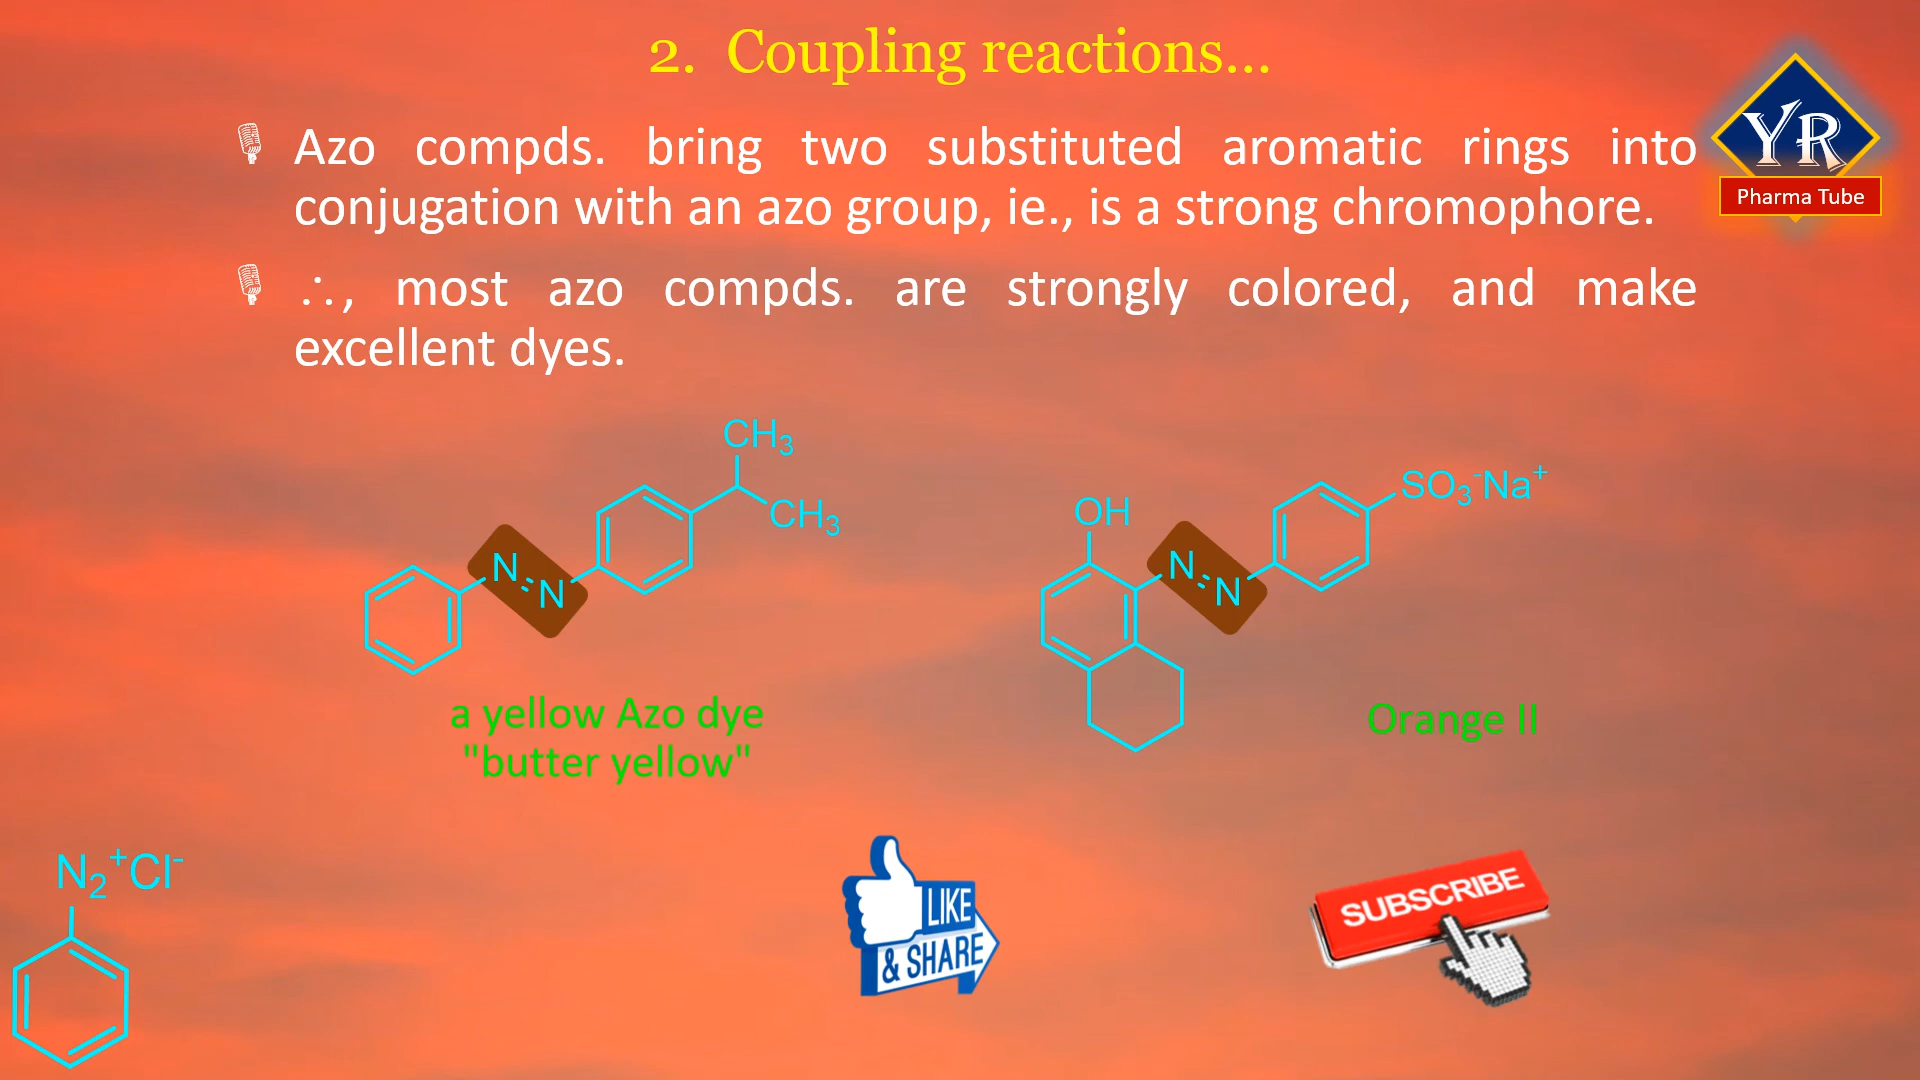 2. Coupling reactions...
YR
Pharma Tube
Azo compds. bring two substituted aromatic rings into
conjugation with an azo group, ie., is a strong chromophore.
∴, most azo compds. are strongly colored, and make
excellent dyes.
CH3
CH3
N
N
OH
SO3-Na+
N
N
a yellow Azo dye
"butter yellow"
Orange II
N2+Cl-
LIKE
& SHARE
SUBSCRIBE